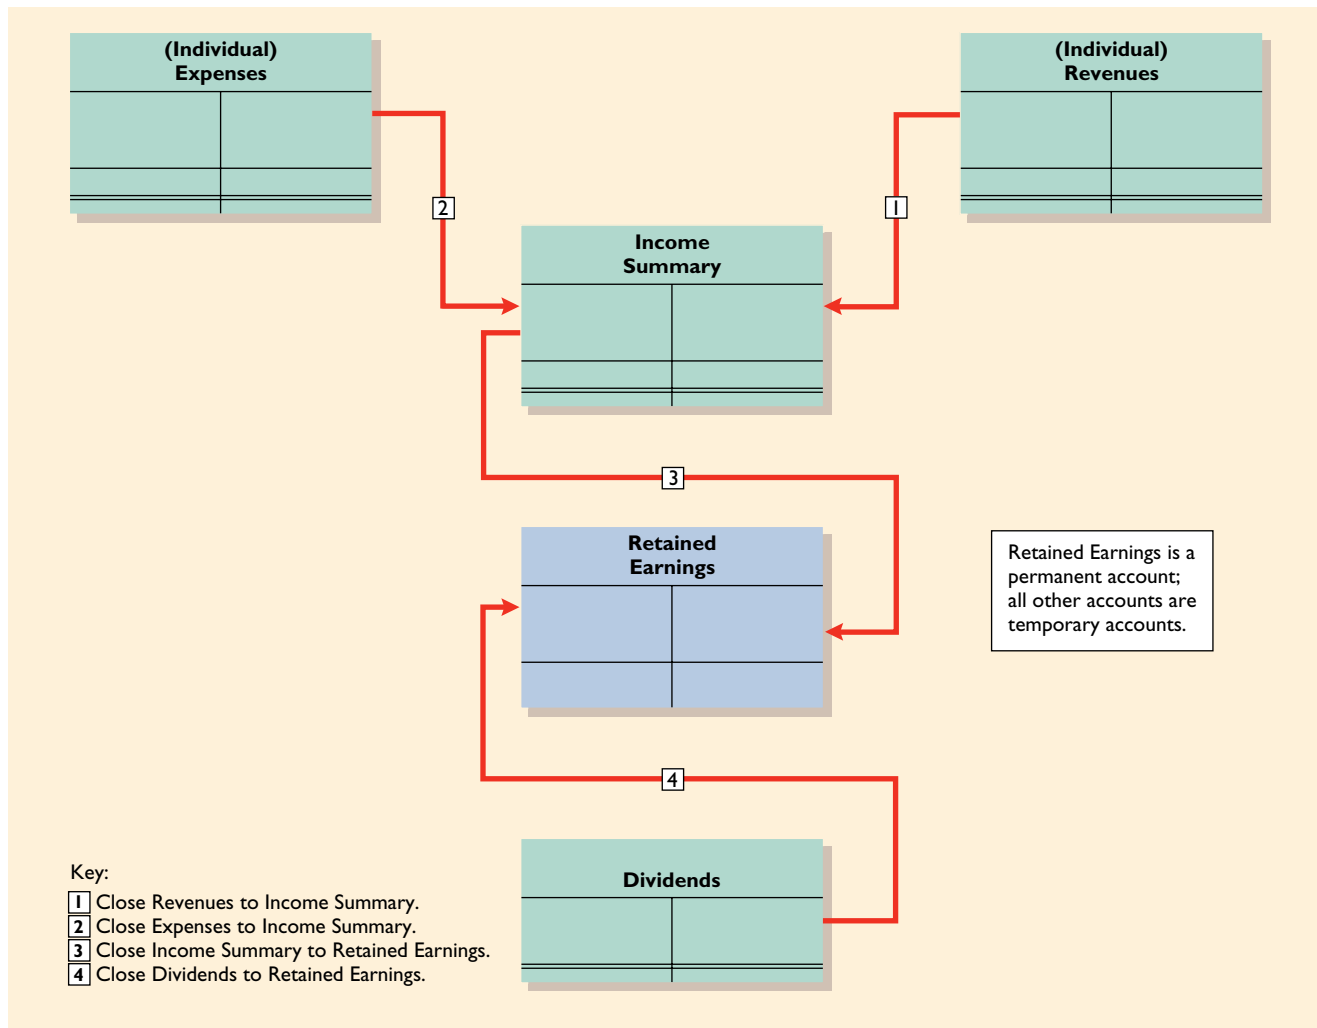 (Individual)
Expenses
(Individual)
Revenues
2
1
Income
Summary
3
Retained
Earnings
Retained Earnings is a
permanent account;
all other accounts are
temporary accounts.
4
Dividends
Key:
1 Close Revenues to Income Summary.
2 Close Expenses to Income Summary.
3 Close Income Summary to Retained Earnings.
4 Close Dividends to Retained Earnings.